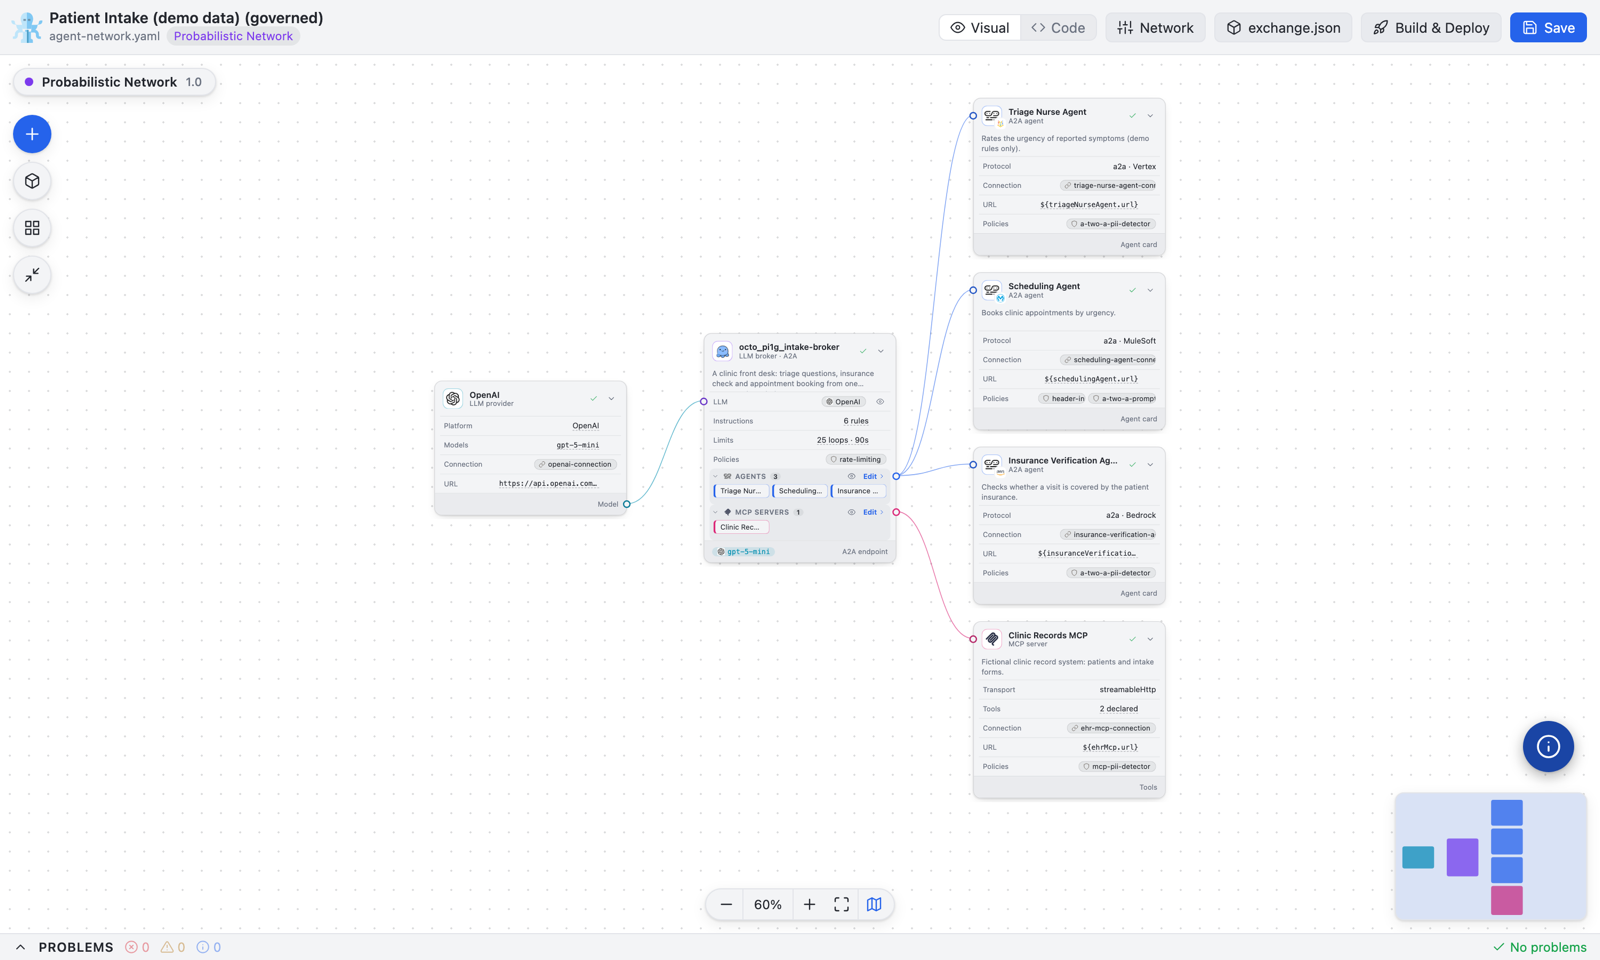 Patient Intake (demo data) (governed)
agent-network.yaml Probabilistic Network
Visual
Code
Network
exchange.json
Build & Deploy
Save
Probabilistic Network 1.0
OpenAI
LLM provider
Platform OpenAI
Models gpt-5-mini
Connection openai-connection
URL https://api.openai.com…
Model
octo_pi1g_intake-broker
LLM broker · A2A
A clinic front desk: triage questions, insurance
check and appointment booking from one…
LLM OpenAI
Instructions 6 rules
Limits 25 loops · 90s
Policies rate-limiting
AGENTS 3 Edit
Triage Nur… Scheduling… Insurance …
MCP SERVERS 1 Edit
Clinic Rec…
gpt-5-mini A2A endpoint
Triage Nurse Agent
A2A agent
Rates the urgency of reported symptoms (demo
rules only).
Protocol a2a · Vertex
Connection triage-nurse-agent-conn
URL ${triageNurseAgent.url}
Policies a-two-a-pii-detector
Agent card
Scheduling Agent
A2A agent
Books clinic appointments by urgency.
Protocol a2a · MuleSoft
Connection scheduling-agent-conne
URL ${schedulingAgent.url}
Policies header-in a-two-a-prompt
Agent card
Insurance Verification Ag…
A2A agent
Checks whether a visit is covered by the patient
insurance.
Protocol a2a · Bedrock
Connection insurance-verification-a
URL ${insuranceVerificatio…
Policies a-two-a-pii-detector
Agent card
Clinic Records MCP
MCP server
Fictional clinic record system: patients and intake
forms.
Transport streamableHttp
Tools 2 declared
Connection ehr-mcp-connection
URL ${ehrMcp.url}
Policies mcp-pii-detector
Tools
60%
PROBLEMS 0 0 0
No problems